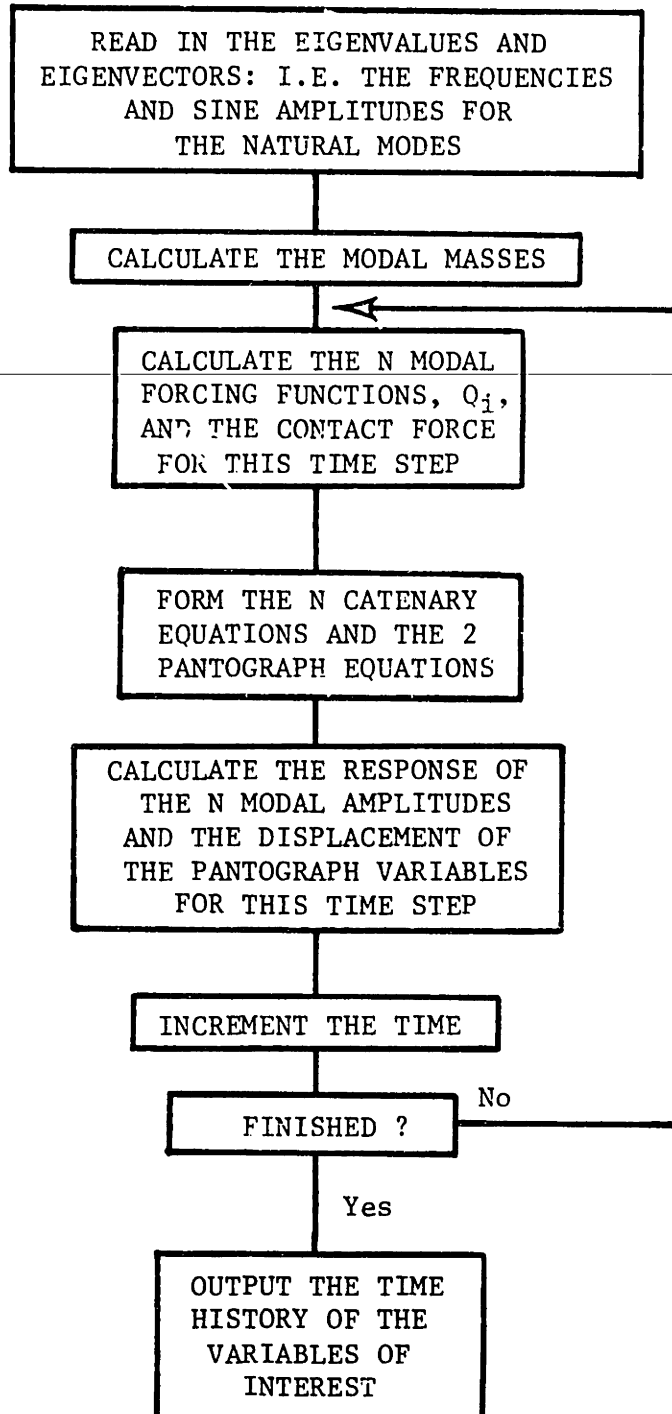 READ IN THE EIGENVALUES AND
EIGENVECTORS: I.E. THE FREQUENCIES
AND SINE AMPLITUDES FOR
THE NATURAL MODES
CALCULATE THE MODAL MASSES
CALCULATE THE N MODAL
FORCING FUNCTIONS, Qi,
AND THE CONTACT FORCE
FOR THIS TIME STEP
FORM THE N CATENARY
EQUATIONS AND THE 2
PANTOGRAPH EQUATIONS
CALCULATE THE RESPONSE OF
THE N MODAL AMPLITUDES
AND THE DISPLACEMENT OF
THE PANTOGRAPH VARIABLES
FOR THIS TIME STEP
INCREMENT THE TIME
No
FINISHED ?
Yes
OUTPUT THE TIME
HISTORY OF THE
VARIABLES OF
INTEREST